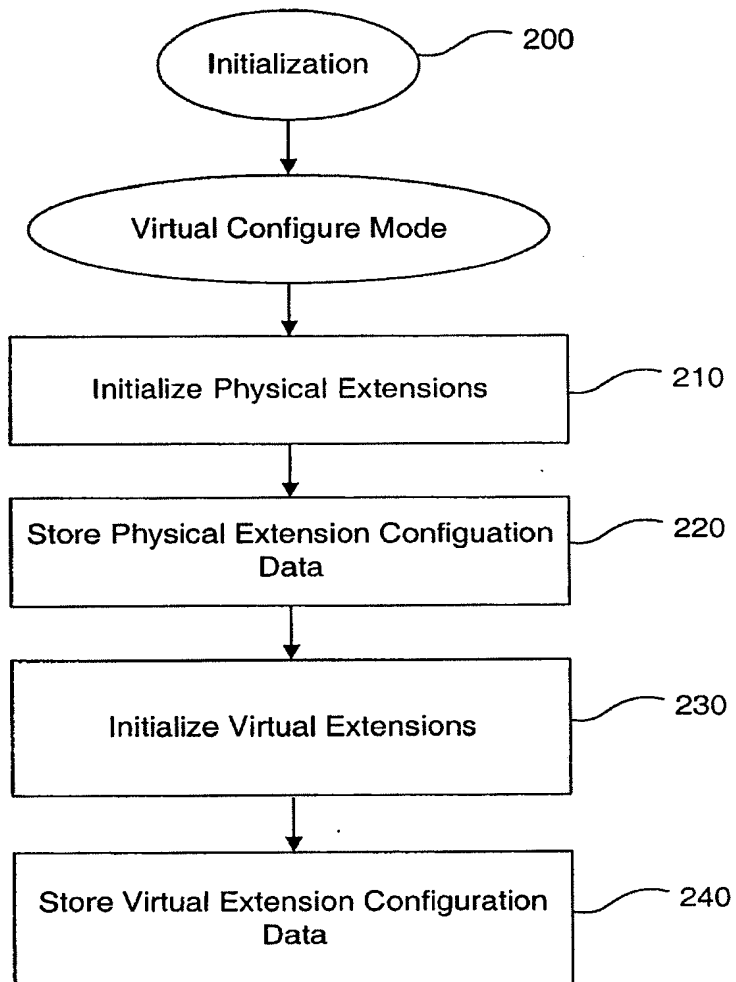 Initialization
200
Virtual Configure Mode
Initialize Physical Extensions
210
Store Physical Extension Configuation
Data
220
Initialize Virtual Extensions
230
Store Virtual Extension Configuration
Data
240